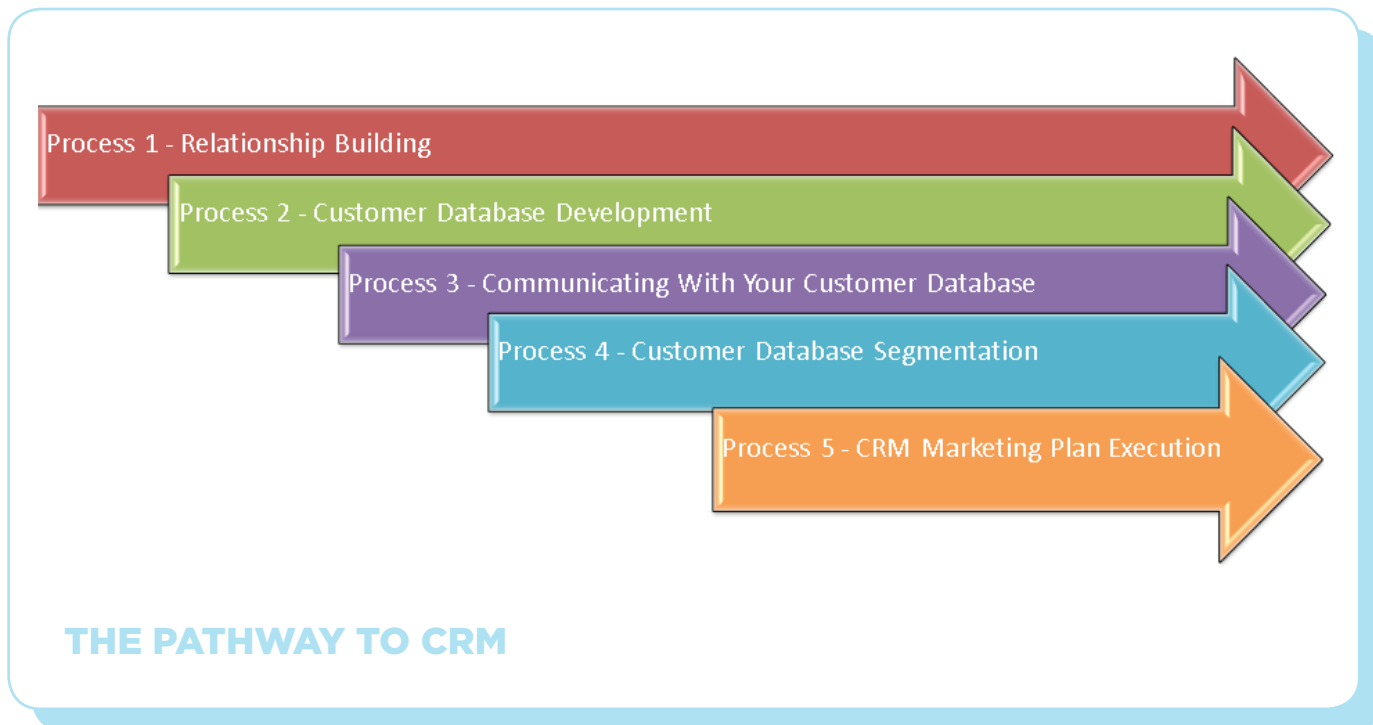 Process 1 - Relationship Building
Process 2 - Customer Database Development
Process 3 - Communicating With Your Customer Database
Process 4 - Customer Database Segmentation
Process 5 - CRM Marketing Plan Execution
THE PATHWAY TO CRM